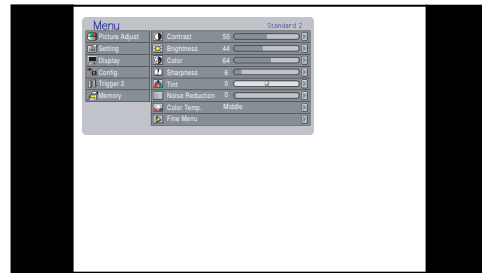 Menu Standard 2
Picture Adjust Contrast 50
Setting Brightness 44
Display Color 64
Config Sharpness 6
Trigger 2 Tint 0
Memory Noise Reduction 0
Color Temp. Middle
Fine Menu